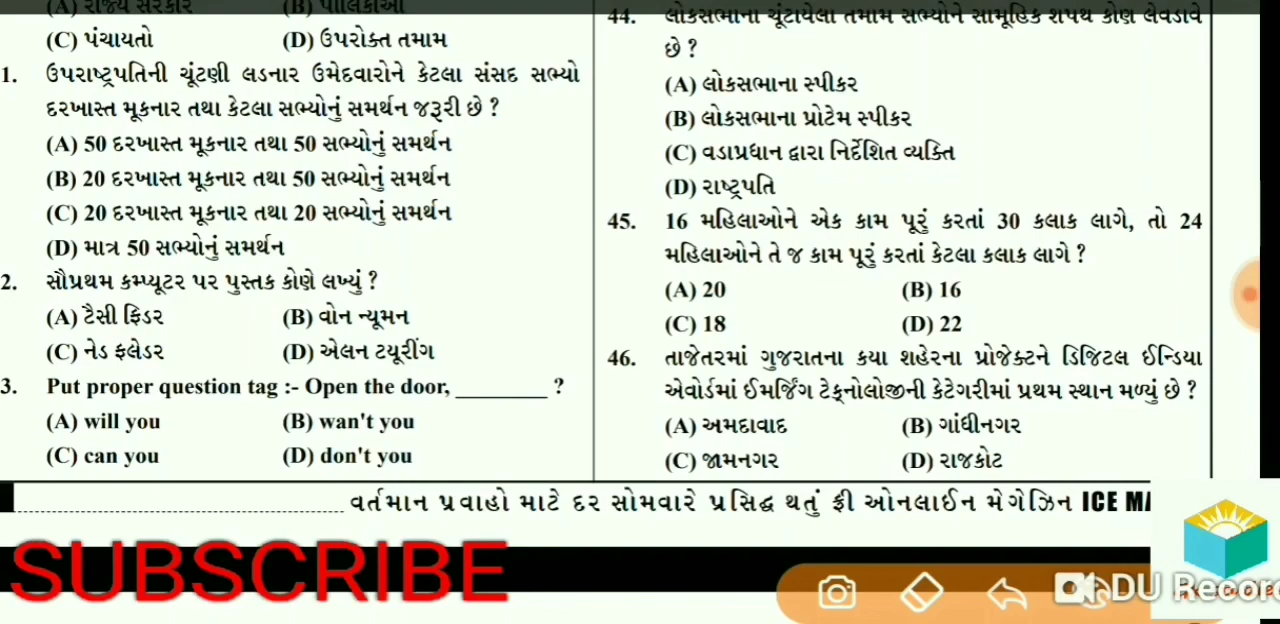 (A) રાજ્ય સરકાર (B) પાલિકાઓ
(C) પંચાયતો (D) ઉપરોક્ત તમામ
1. ઉપરાષ્ટ્રપતિની ચૂંટણી લડનાર ઉમેદવારોને કેટલા સંસદ સભ્યો
દરખાસ્ત મૂકનાર તથા કેટલા સભ્યોનું સમર્થન જરૂરી છે ?
(A) 50 દરખાસ્ત મૂકનાર તથા 50 સભ્યોનું સમર્થન
(B) 20 દરખાસ્ત મૂકનાર તથા 50 સભ્યોનું સમર્થન
(C) 20 દરખાસ્ત મૂકનાર તથા 20 સભ્યોનું સમર્થન
(D) માત્ર 50 સભ્યોનું સમર્થન
2. સૌપ્રથમ કમ્પ્યૂટર પર પુસ્તક કોણે લખ્યું ?
(A) ટૈસી ફિડર (B) વોન ન્યૂમન
(C) નેડ ફ્લેડર (D) એલન ટયૂરીંગ
3. Put proper question tag :- Open the door, _________ ?
(A) will you (B) wan't you
(C) can you (D) don't you
44. લોકસભાના ચૂંટાયેલા તમામ સભ્યોને સામૂહિક શપથ કોણ લેવડાવે
છે ?
(A) લોકસભાના સ્પીકર
(B) લોકસભાના પ્રોટેમ સ્પીકર
(C) વડાપ્રધાન દ્વારા નિર્દેશિત વ્યક્તિ
(D) રાષ્ટ્રપતિ
45. 16 મહિલાઓને એક કામ પૂરું કરતાં 30 કલાક લાગે, તો 24
મહિલાઓને તે જ કામ પૂરું કરતાં કેટલા કલાક લાગે ?
(A) 20 (B) 16
(C) 18 (D) 22
46. તાજેતરમાં ગુજરાતના કયા શહેરના પ્રોજેક્ટને ડિજિટલ ઈન્ડિયા
એવોર્ડમાં ઈમર્જિંગ ટેક્નોલોજીની કેટેગરીમાં પ્રથમ સ્થાન મળ્યું છે ?
(A) અમદાવાદ (B) ગાંધીનગર
(C) જામનગર (D) રાજકોટ
વર્તમાન પ્રવાહો માટે દર સોમવારે પ્રસિદ્ધ થતું ફ્રી ઓનલાઈન મેગેઝિન ICE MA
SUBSCRIBE
DU Recorde